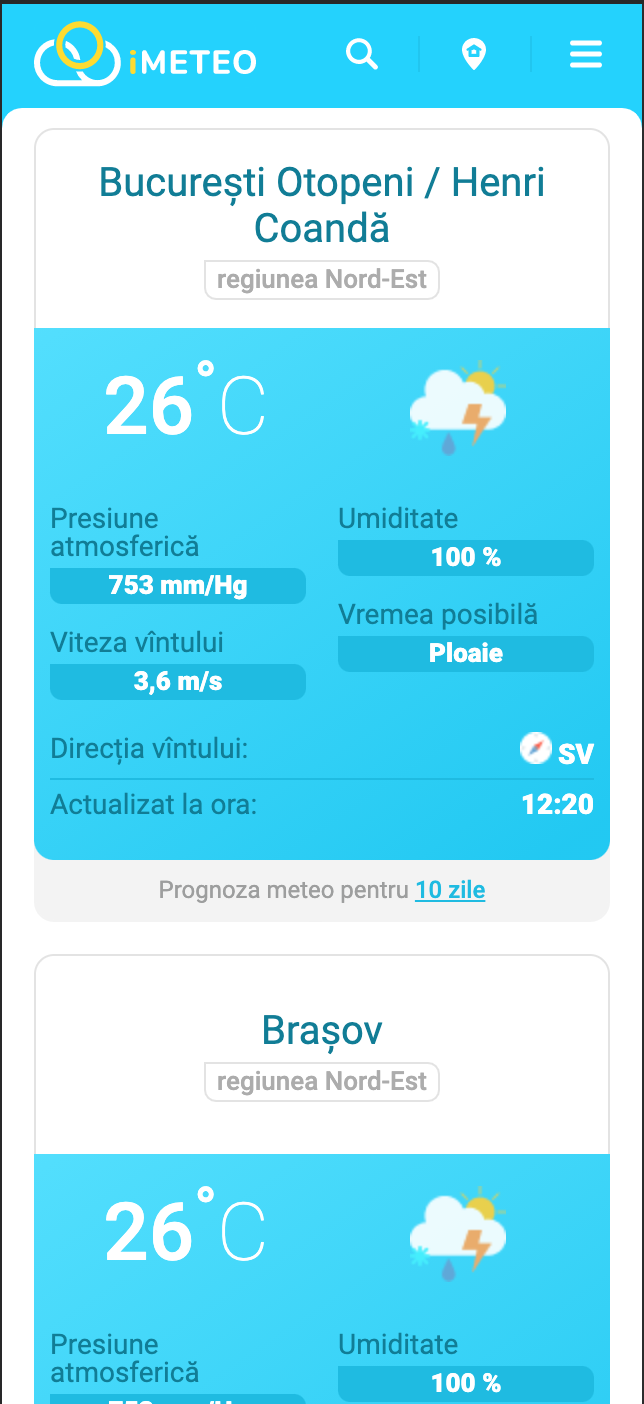 iMETEO
București Otopeni / Henri
Coandă
regiunea Nord-Est
26°C
Presiune
atmosferică
753 mm/Hg
Umiditate
100 %
Viteza vîntului
3,6 m/s
Vremea posibilă
Ploaie
Direcția vîntului:
SV
Actualizat la ora:
12:20
Prognoza meteo pentru 10 zile
Brașov
regiunea Nord-Est
26°C
Presiune
atmosferică
Umiditate
100 %